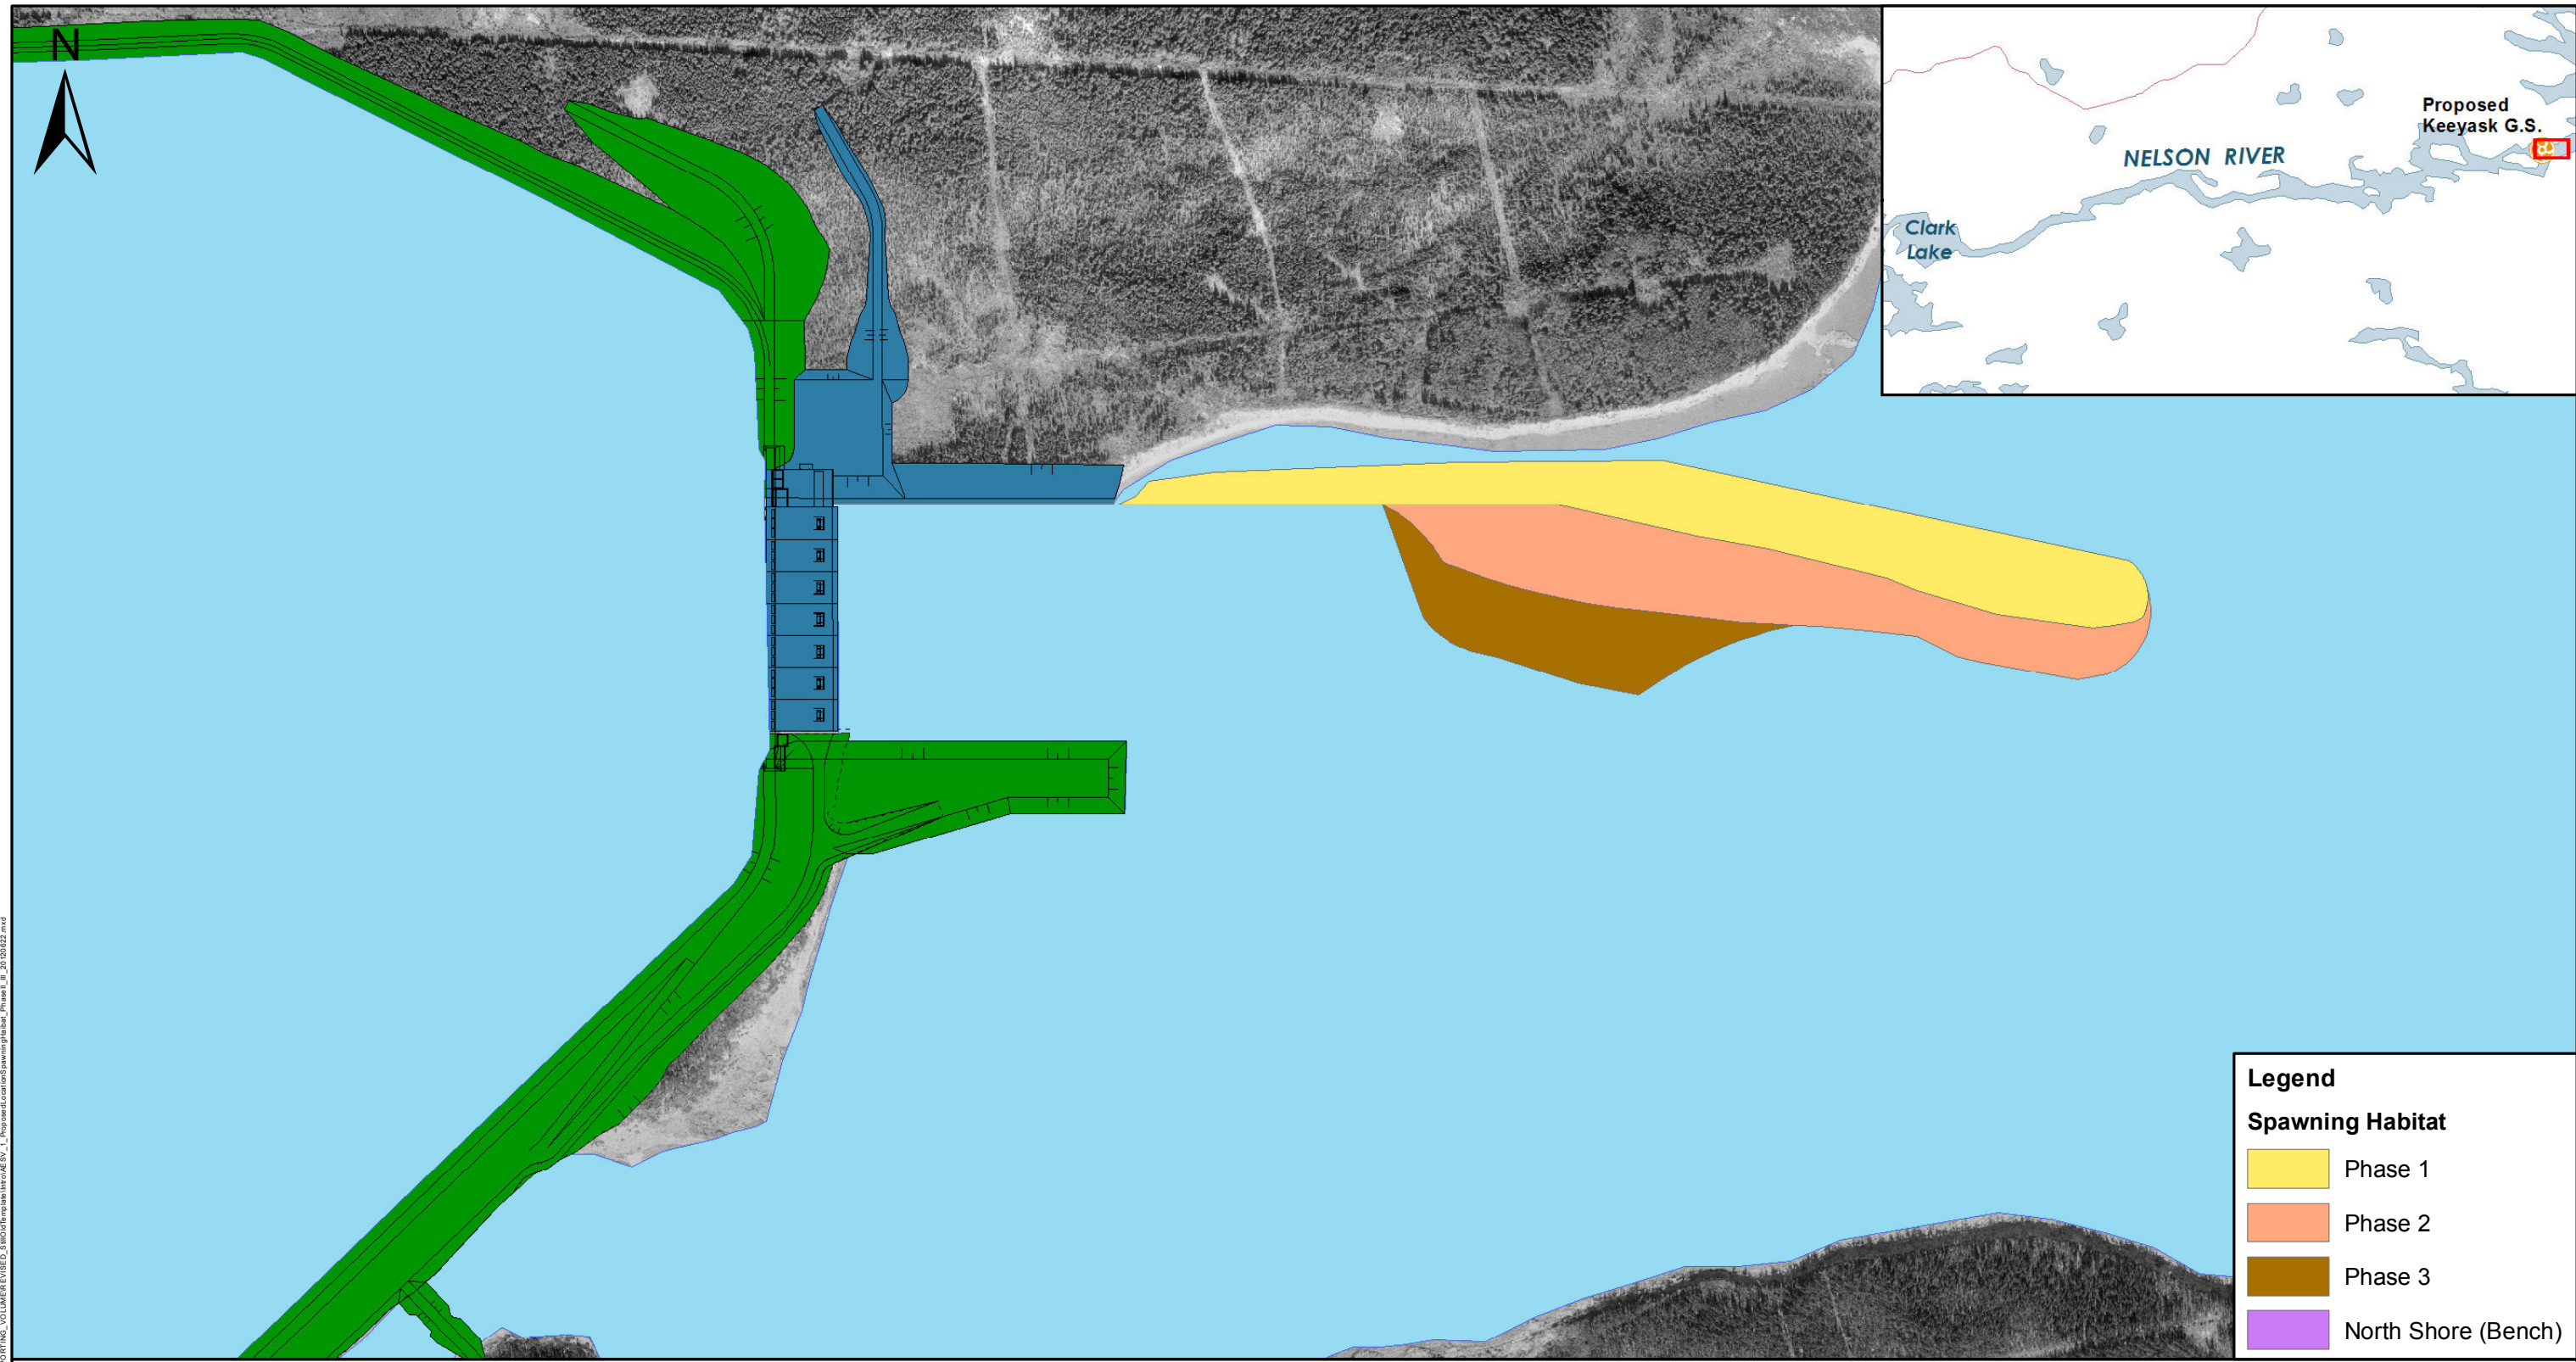 N
Proposed
Keeyask G.S.
NELSON RIVER
Clark
Lake
Legend
Spawning Habitat
Phase 1
Phase 2
Phase 3
North Shore (Bench)